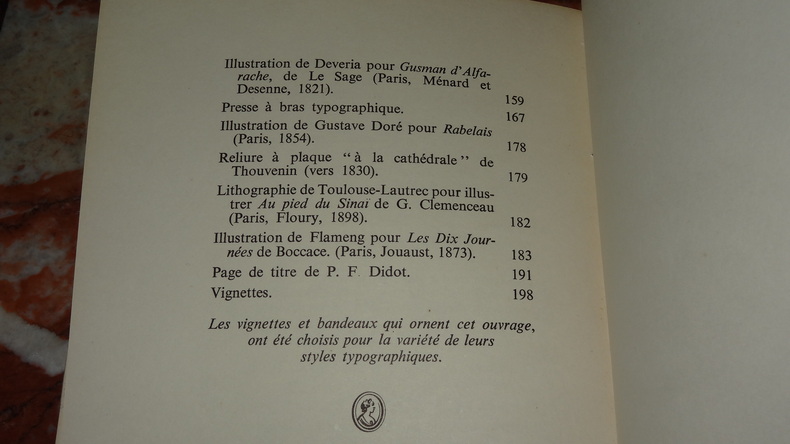 Illustration de Deveria pour Gusman d'Alfa-
rache, de Le Sage (Paris, Ménard et
Desenne, 1821). 159
Presse à bras typographique. 167
Illustration de Gustave Doré pour Rabelais
(Paris, 1854). 178
Reliure à plaque “à la cathédrale” de
Thouvenin (vers 1830). 179
Lithographie de Toulouse-Lautrec pour illus-
trer Au pied du Sinaï de G. Clemenceau
(Paris, Floury, 1898). 182
Illustration de Flameng pour Les Dix Jour-
nées de Boccace. (Paris, Jouaust, 1873). 183
Page de titre de P. F. Didot. 191
Vignettes. 198
Les vignettes et bandeaux qui ornent cet ouvrage,
ont été choisis pour la variété de leurs
styles typographiques.